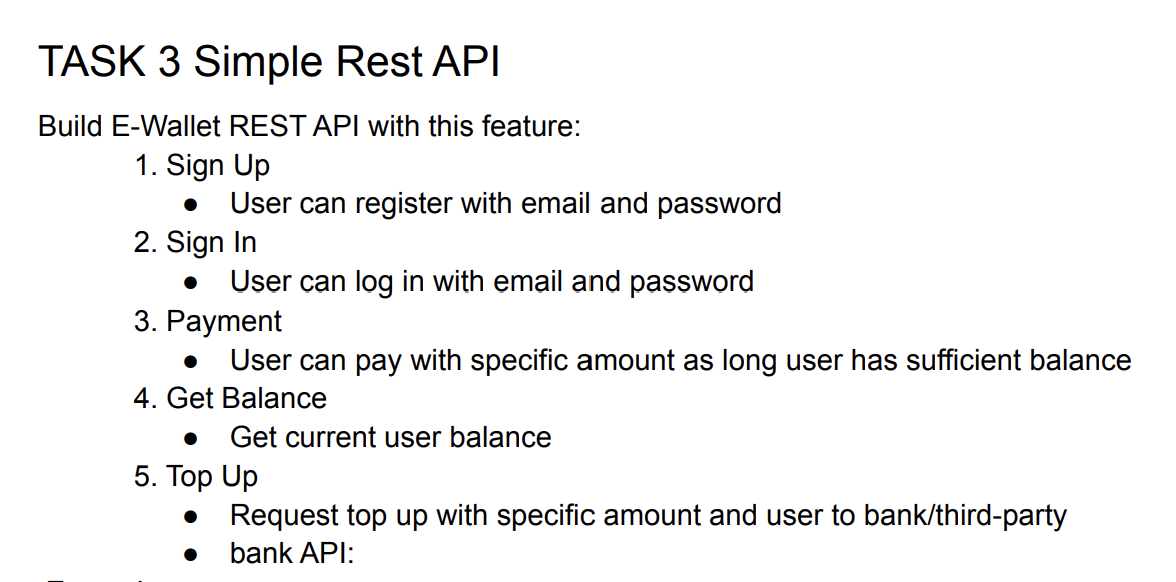 TASK 3 Simple Rest API
Build E-Wallet REST API with this feature:
1. Sign Up
● User can register with email and password
2. Sign In
● User can log in with email and password
3. Payment
● User can pay with specific amount as long user has sufficient balance
4. Get Balance
● Get current user balance
5. Top Up
● Request top up with specific amount and user to bank/third-party
● bank API: